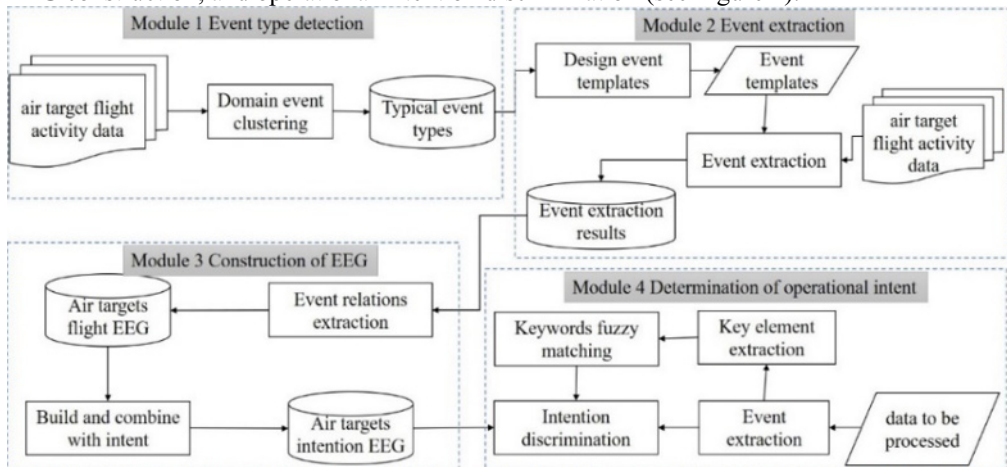 Module 1 Event type detection
air target flight
activity data
Domain event
clustering
Typical event
types
Module 2 Event extraction
Design event
templates
Event
templates
Event extraction
air target
flight activity
data
Event extraction
results
Module 3 Construction of EEG
Air targets
flight EEG
Event relations
extraction
Build and combine
with intent
Air targets
intention EEG
Module 4 Determination of operational intent
Keywords fuzzy
matching
Key element
extraction
Intention
discrimination
Event
extraction
data to be
processed